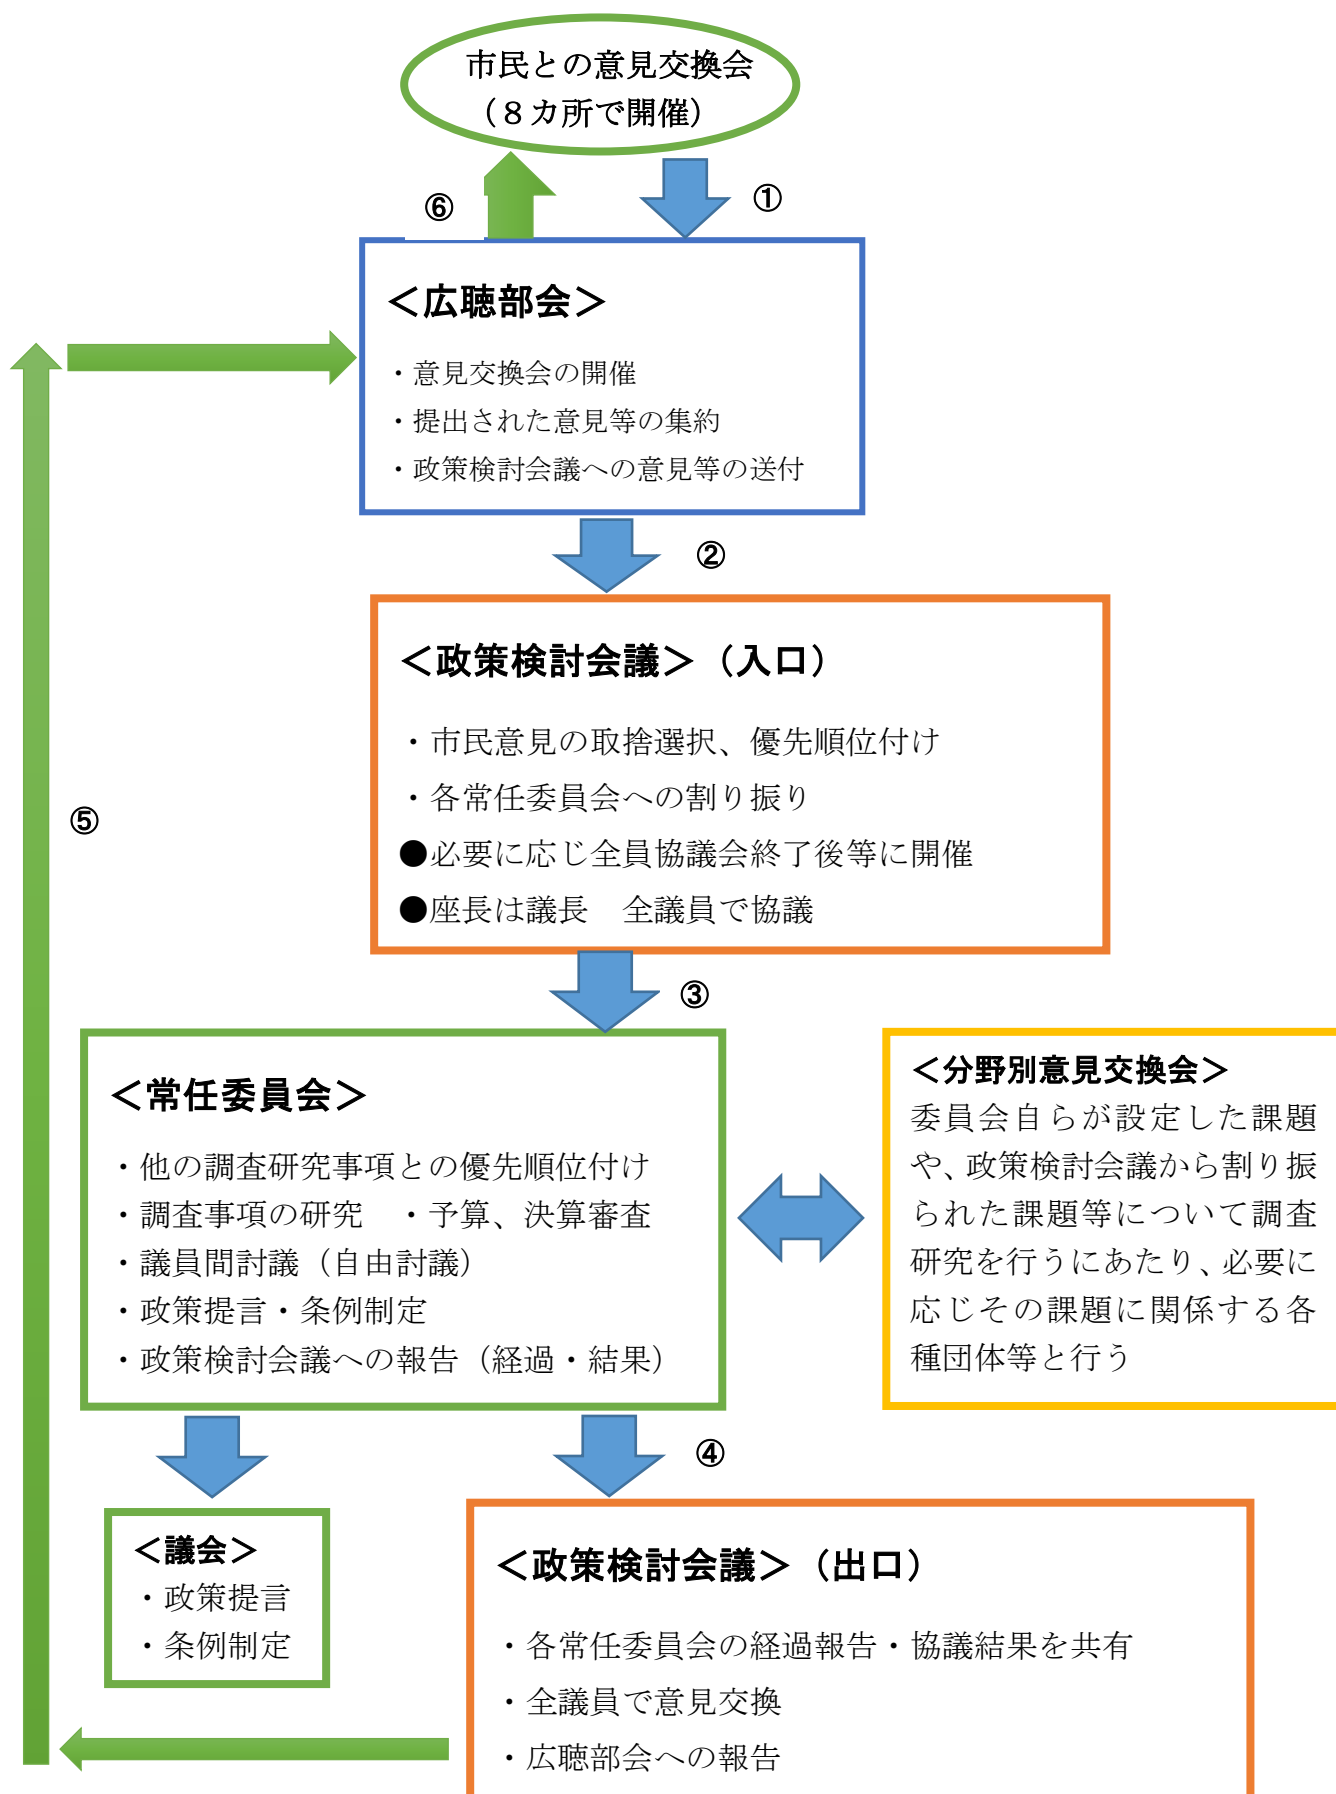 市民との意見交換会
（８カ所で開催）
⑥
①
＜広聴部会＞
・意見交換会の開催
・提出された意見等の集約
・政策検討会議への意見等の送付
②
＜政策検討会議＞（入口）
・市民意見の取捨選択、優先順位付け
・各常任委員会への割り振り
●必要に応じ全員協議会終了後等に開催
●座長は議長　全議員で協議
⑤
③
＜常任委員会＞
・他の調査研究事項との優先順位付け
・調査事項の研究　・予算、決算審査
・議員間討議（自由討議）
・政策提言・条例制定
・政策検討会議への報告（経過・結果）
＜分野別意見交換会＞
委員会自らが設定した課題
や、政策検討会議から割り振
られた課題等について調査
研究を行うにあたり、必要に
応じその課題に関係する各
種団体等と行う
④
＜議会＞
・政策提言
・条例制定
＜政策検討会議＞（出口）
・各常任委員会の経過報告・協議結果を共有
・全議員で意見交換
・広聴部会への報告